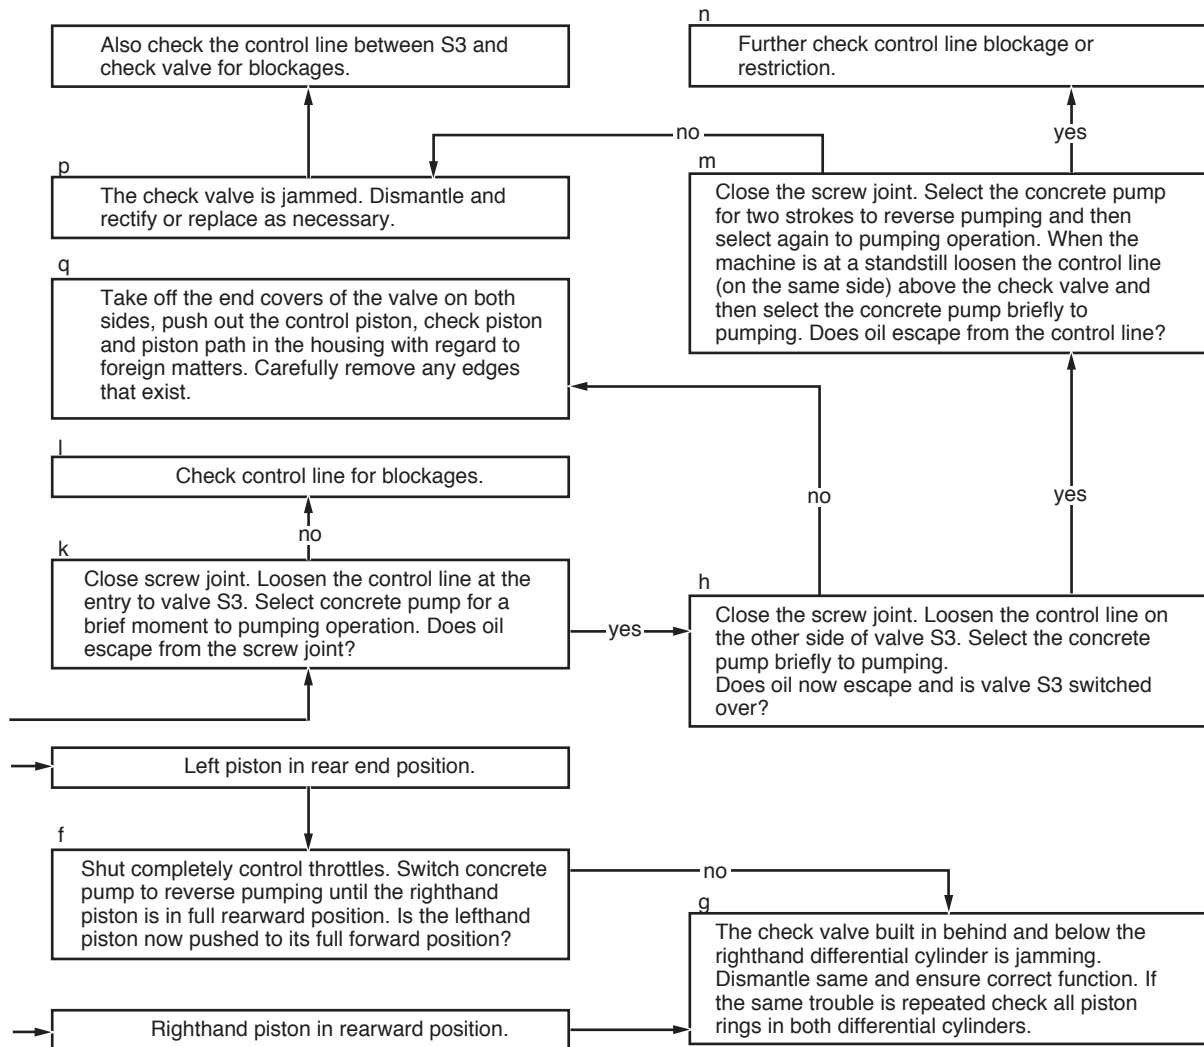 n
Also check the control line between S3 and
check valve for blockages.
Further check control line blockage or
restriction.
no
yes
p
m
The check valve is jammed. Dismantle and
rectify or replace as necessary.
Close the screw joint. Select the concrete pump
for two strokes to reverse pumping and then
select again to pumping operation. When the
machine is at a standstill loosen the control line
(on the same side) above the check valve and
then select the concrete pump briefly to
pumping. Does oil escape from the control line?
q
Take off the end covers of the valve on both
sides, push out the control piston, check piston
and piston path in the housing with regard to
foreign matters. Carefully remove any edges
that exist.
l
Check control line for blockages.
no
yes
no
k
Close screw joint. Loosen the control line at the
entry to valve S3. Select concrete pump for a
brief moment to pumping operation. Does oil
escape from the screw joint?
yes
h
Close the screw joint. Loosen the control line on
the other side of valve S3. Select the concrete
pump briefly to pumping.
Does oil now escape and is valve S3 switched
over?
Left piston in rear end position.
f
Shut completely control throttles. Switch concrete
pump to reverse pumping until the righthand
piston is in full rearward position. Is the lefthand
piston now pushed to its full forward position?
no
g
The check valve built in behind and below the
righthand differential cylinder is jamming.
Dismantle same and ensure correct function. If
the same trouble is repeated check all piston
rings in both differential cylinders.
Righthand piston in rearward position.